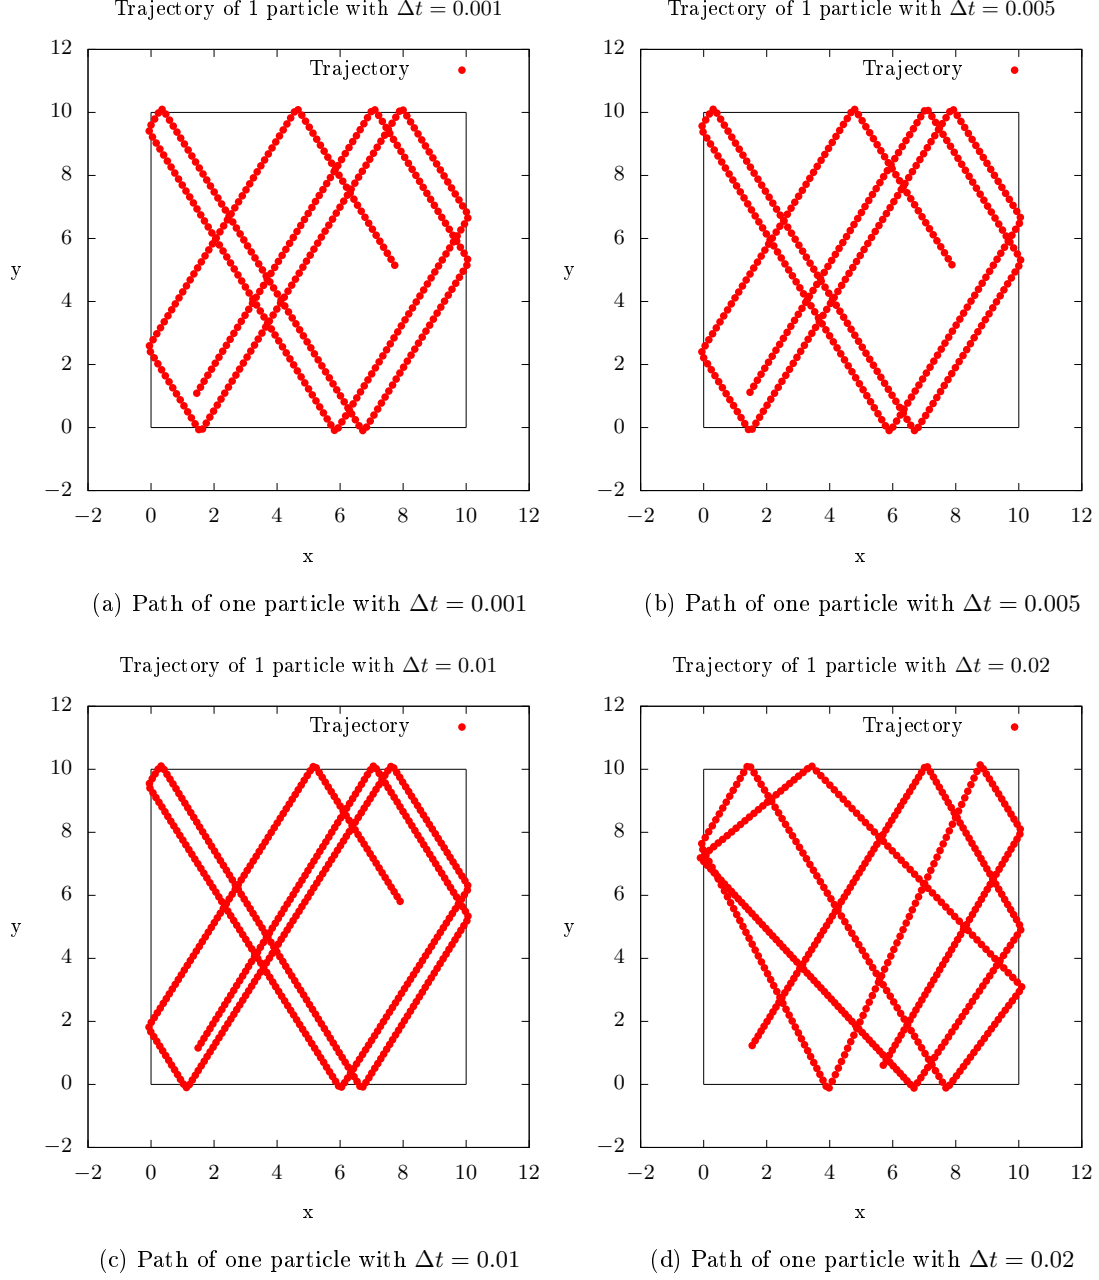 Trajectory of 1 particle with Δt = 0.001
12
Trajectory
10
8
6
y
4
2
0
−2
−2 0 2 4 6 8 10 12
x
(a) Path of one particle with Δt = 0.001
Trajectory of 1 particle with Δt = 0.005
12
Trajectory
10
8
6
y
4
2
0
−2
−2 0 2 4 6 8 10 12
x
(b) Path of one particle with Δt = 0.005
Trajectory of 1 particle with Δt = 0.01
12
Trajectory
10
8
6
y
4
2
0
−2
−2 0 2 4 6 8 10 12
x
(c) Path of one particle with Δt = 0.01
Trajectory of 1 particle with Δt = 0.02
12
Trajectory
10
8
6
y
4
2
0
−2
−2 0 2 4 6 8 10 12
x
(d) Path of one particle with Δt = 0.02